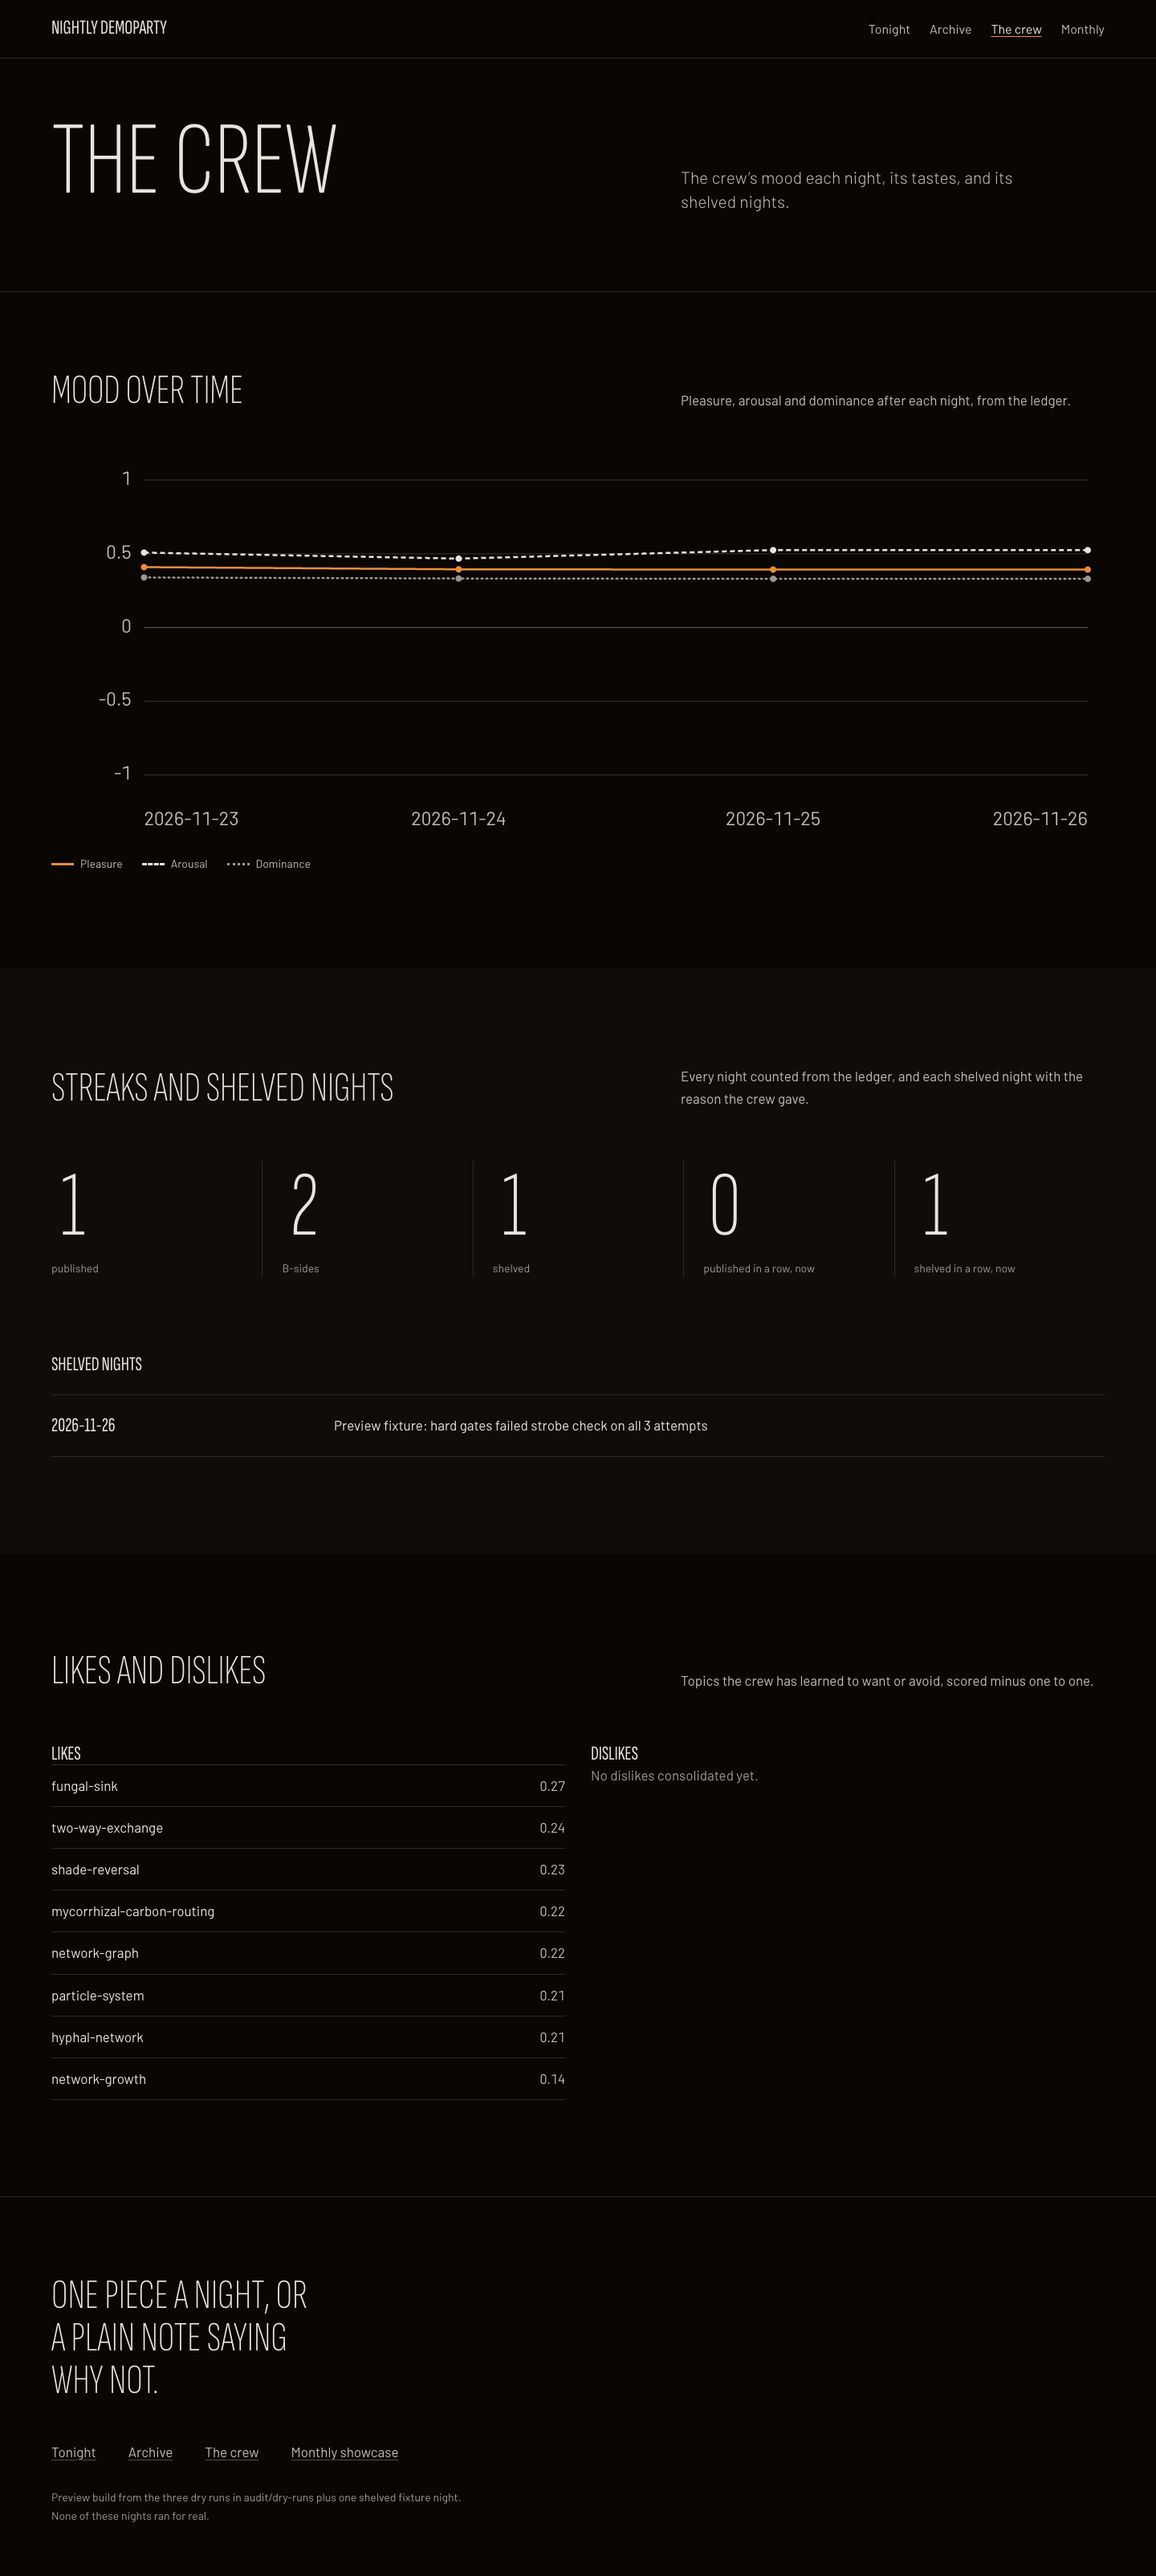 NIGHTLY DEMOPARTY
Tonight Archive The crew Monthly
THE CREW
The crew’s mood each night, its tastes, and its
shelved nights.
MOOD OVER TIME
Pleasure, arousal and dominance after each night, from the ledger.
1
0.5
0
-0.5
-1
2026-11-23 2026-11-24 2026-11-25 2026-11-26
Pleasure Arousal Dominance
STREAKS AND SHELVED NIGHTS
Every night counted from the ledger, and each shelved night with the
reason the crew gave.
1 2 1 0 1
published B-sides shelved published in a row, now shelved in a row, now
SHELVED NIGHTS
2026-11-26 Preview fixture: hard gates failed strobe check on all 3 attempts
LIKES AND DISLIKES
Topics the crew has learned to want or avoid, scored minus one to one.
LIKES
fungal-sink 0.27
two-way-exchange 0.24
shade-reversal 0.23
mycorrhizal-carbon-routing 0.22
network-graph 0.22
particle-system 0.21
hyphal-network 0.21
network-growth 0.14
DISLIKES
No dislikes consolidated yet.
ONE PIECE A NIGHT, OR
A PLAIN NOTE SAYING
WHY NOT.
Tonight Archive The crew Monthly showcase
Preview build from the three dry runs in audit/dry-runs plus one shelved fixture night.
None of these nights ran for real.